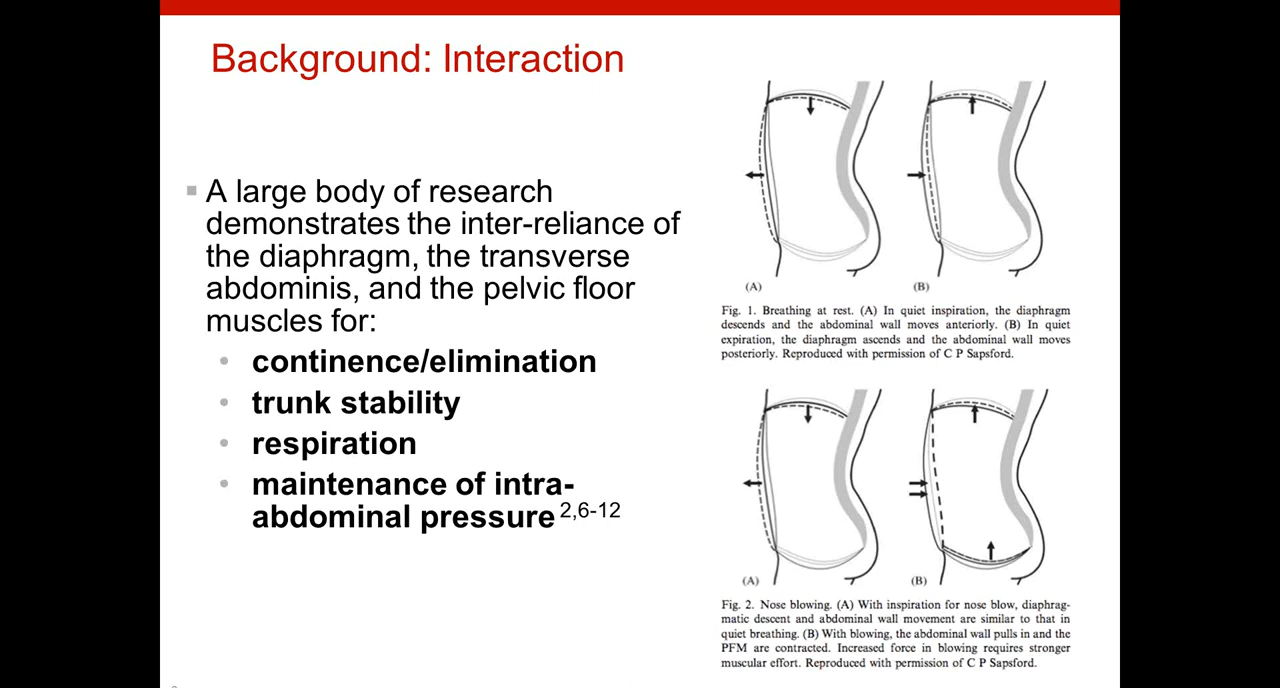 Background: Interaction
A large body of research
demonstrates the inter-reliance of
the diaphragm, the transverse
abdominis, and the pelvic floor
muscles for:
continence/elimination
trunk stability
respiration
maintenance of intra-
abdominal pressure 2,6-12
(A)
(B)
Fig. 1. Breathing at rest. (A) In quiet inspiration, the diaphragm
descends and the abdominal wall moves anteriorly. (B) In quiet
expiration, the diaphragm ascends and the abdominal wall moves
posteriorly. Reproduced with permission of C P Sapsford.
(A)
(B)
Fig. 2. Nose blowing. (A) With inspiration for nose blow, diaphrag-
matic descent and abdominal wall movement are similar to that in
quiet breathing. (B) With blowing, the abdominal wall pulls in and the
PFM are contracted. Increased force in blowing requires stronger
muscular effort. Reproduced with permission of C P Sapsford.